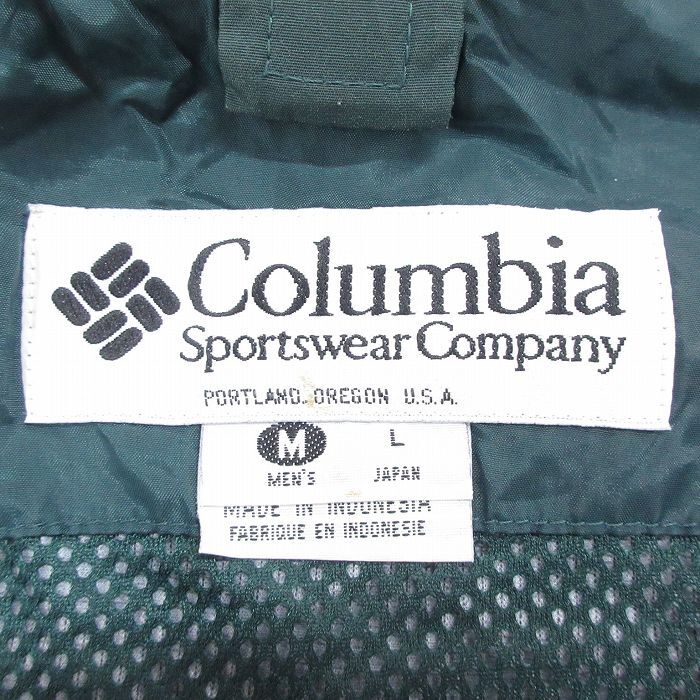 Columbia
Sportswear Company
PORTLAND, OREGON U.S.A.
M L
MEN'S JAPAN
MADE IN INDONESIA
FABRIQUE EN INDONESIE